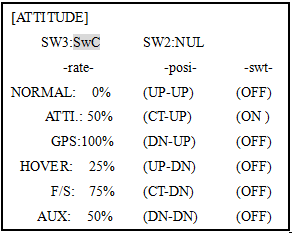 [ATTITUDE]
SW3:SwC SW2:NUL
-rate- -posi- -swt-
NORMAL: 0% (UP-UP) (OFF)
ATTI.: 50% (CT-UP) (ON )
GPS:100% (DN-UP) (OFF)
HOVER: 25% (UP-DN) (OFF)
F/S: 75% (CT-DN) (OFF)
AUX: 50% (DN-DN) (OFF)